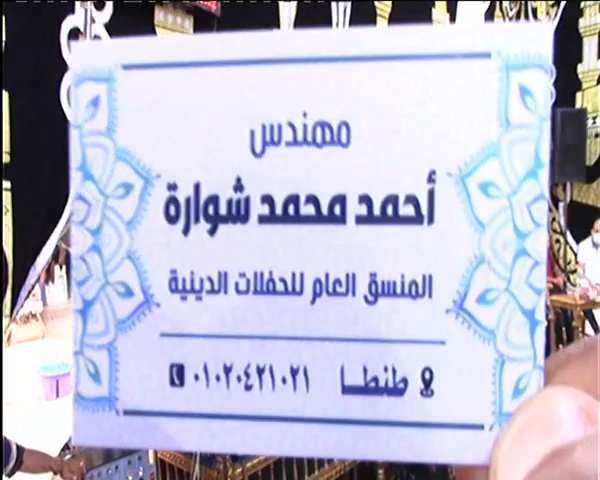 مهندس
أحمد محمد شوارة
المنسق العام للحفلات الدينية
طنطا ٠١٠٢٠٤٢١٠٢١